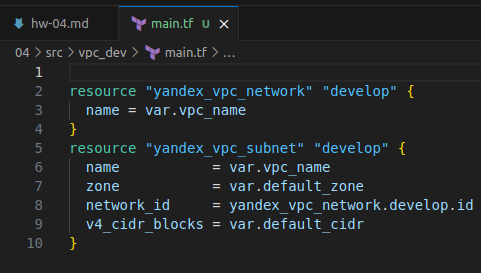 hw-04.md
main.tf U
04 > src > vpc_dev > main.tf > ...
1
2 resource "yandex_vpc_network" "develop" {
3   name = var.vpc_name
4 }
5 resource "yandex_vpc_subnet" "develop" {
6   name           = var.vpc_name
7   zone           = var.default_zone
8   network_id     = yandex_vpc_network.develop.id
9   v4_cidr_blocks = var.default_cidr
10 }